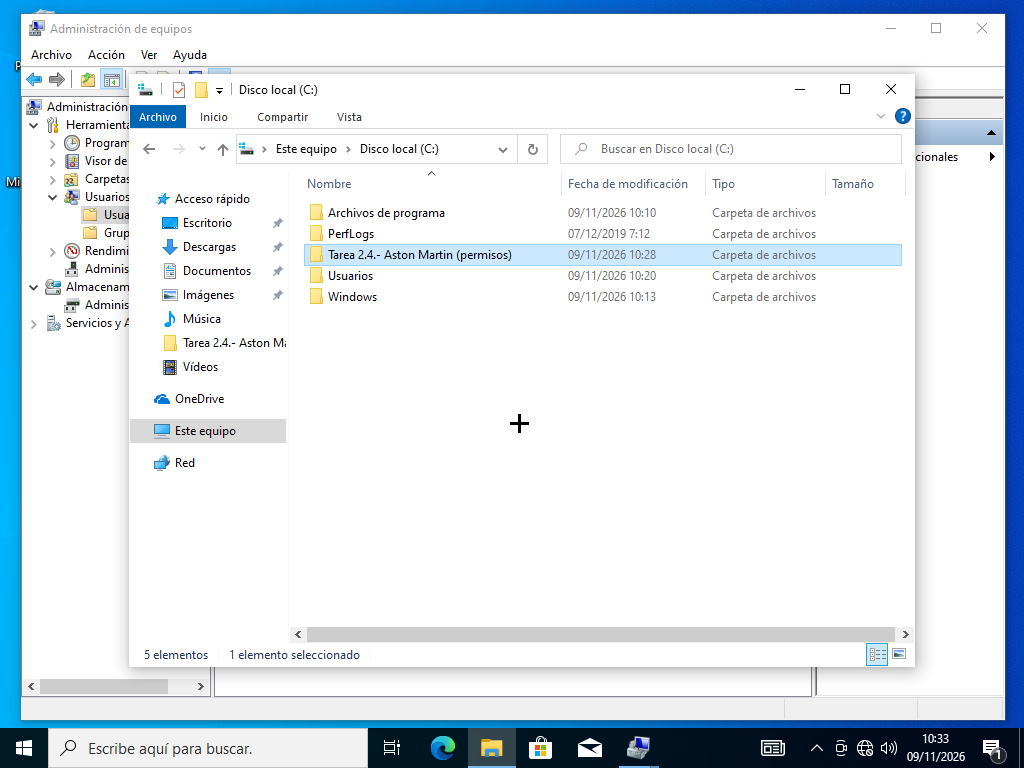 Administración de equipos
Archivo Acción Ver Ayuda
Disco local (C:)
Archivo Inicio Compartir Vista
Este equipo Disco local (C:)
Buscar en Disco local (C:)
Administración
Herramienta
Program
Visor de
Carpetas
Usuarios
Usua
Grup
Rendimi
Adminis
Almacenam
Adminis
Servicios y A
cionales
Mi
Acceso rápido
Escritorio
Descargas
Documentos
Imágenes
Música
Tarea 2.4.- Aston Ma
Vídeos
OneDrive
Este equipo
Red
Nombre Fecha de modificación Tipo Tamaño
Archivos de programa 09/11/2026 10:10 Carpeta de archivos
PerfLogs 07/12/2019 7:12 Carpeta de archivos
Tarea 2.4.- Aston Martin (permisos) 09/11/2026 10:28 Carpeta de archivos
Usuarios 09/11/2026 10:20 Carpeta de archivos
Windows 09/11/2026 10:13 Carpeta de archivos
5 elementos 1 elemento seleccionado
Escribe aquí para buscar.
10:33
09/11/2026
1